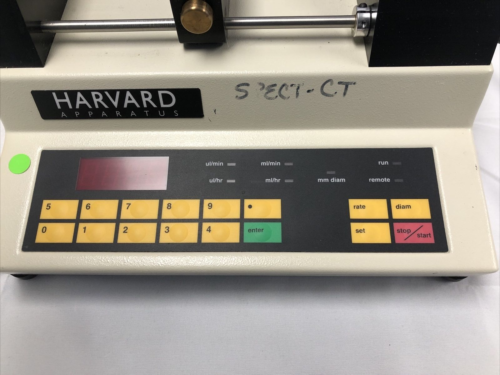 HARVARD
APPARATUS
SPECT-CT
ul/min ml/min run
ul/hr ml/hr mm diam remote
5 6 7 8 9 • rate diam
0 1 2 3 4 enter set stop/start